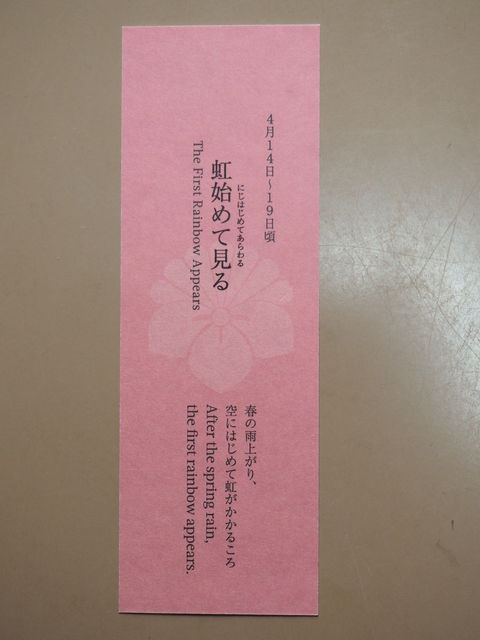 4月14日～19日頃
にじはじめてあらわる
虹始めて見る
The First Rainbow Appears
春の雨上がり、
空にはじめて虹がかかるころ
After the spring rain,
the first rainbow appears.